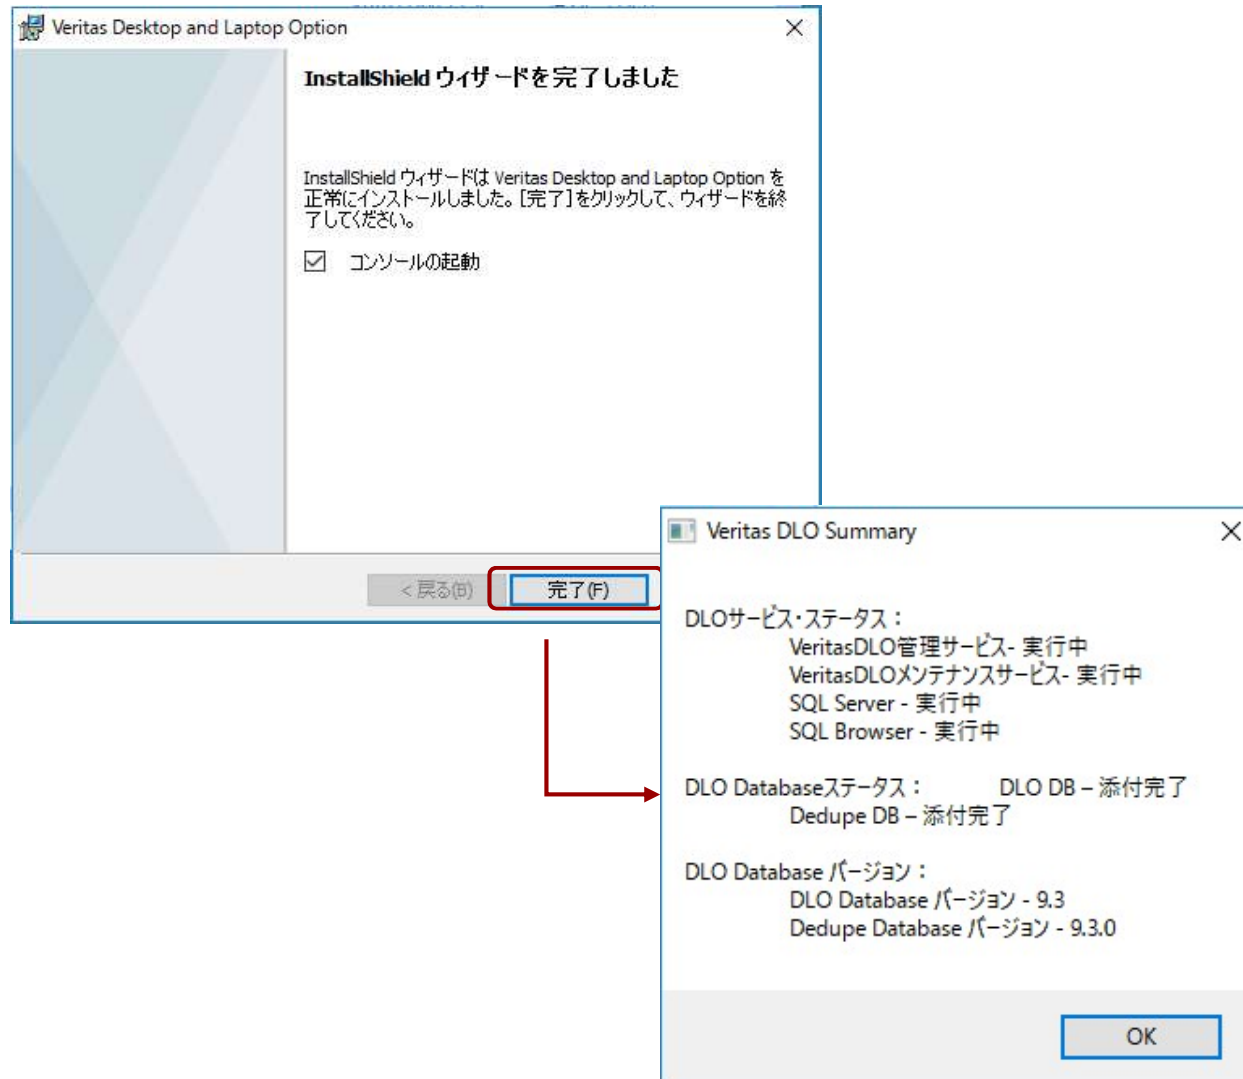 Veritas Desktop and Laptop Option
InstallShield ウィザードを完了しました
InstallShield ウィザードは Veritas Desktop and Laptop Option を
正常にインストールしました。[完了]をクリックして、ウィザードを終
了してください。
コンソールの起動
< 戻る(B)
完了(F)
Veritas DLO Summary
DLOサービス・ステータス：
VeritasDLO管理サービス- 実行中
VeritasDLOメンテナンスサービス- 実行中
SQL Server - 実行中
SQL Browser - 実行中
DLO Databaseステータス： DLO DB – 添付完了
Dedupe DB – 添付完了
DLO Database バージョン：
DLO Database バージョン - 9.3
Dedupe Database バージョン - 9.3.0
OK